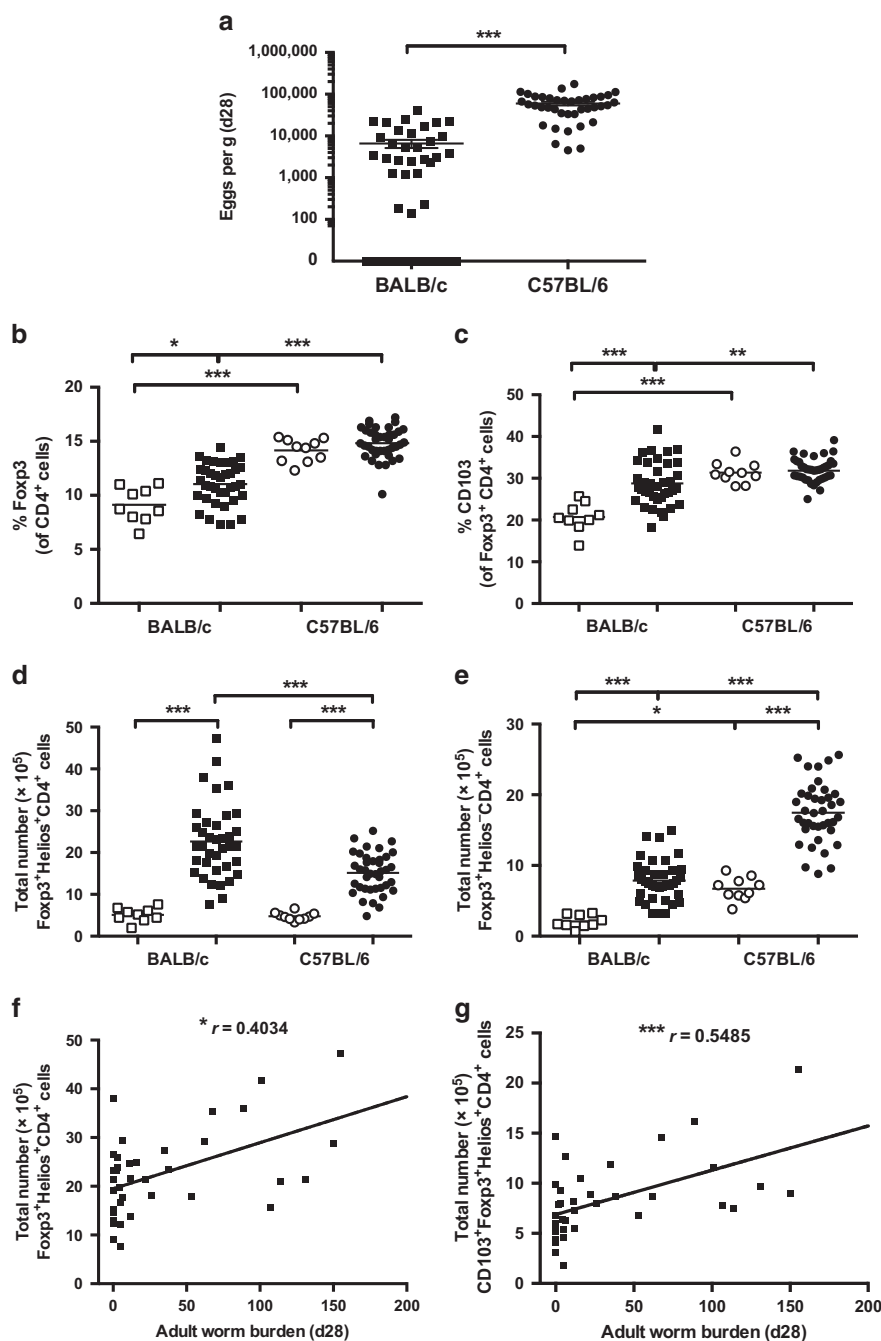 a
***
1,000,000
100,000
10,000
1,000
100
0
Eggs per g (d28)
BALB/c
C57BL/6
b
*
***
***
20
15
10
5
0
% Foxp3
(of CD4⁺ cells)
BALB/c
C57BL/6
c
***
**
***
50
40
30
20
10
0
% CD103
(of Foxp3⁺ CD4⁺ cells)
BALB/c
C57BL/6
d
***
***
***
50
40
30
20
10
0
Total number (× 10⁵)
Foxp3⁺Helios⁺CD4⁺ cells
BALB/c
C57BL/6
e
***
***
*
***
30
20
10
0
Total number (× 10⁵)
Foxp3⁺Helios⁻CD4⁺ cells
BALB/c
C57BL/6
f
* r = 0.4034
50
40
30
20
10
0
Total number (× 10⁵)
Foxp3⁺Helios⁺CD4⁺ cells
0
50
100
150
200
Adult worm burden (d28)
g
*** r = 0.5485
25
20
15
10
5
0
Total number (× 10⁵)
CD103⁺Foxp3⁺Helios⁺CD4⁺ cells
0
50
100
150
200
Adult worm burden (d28)